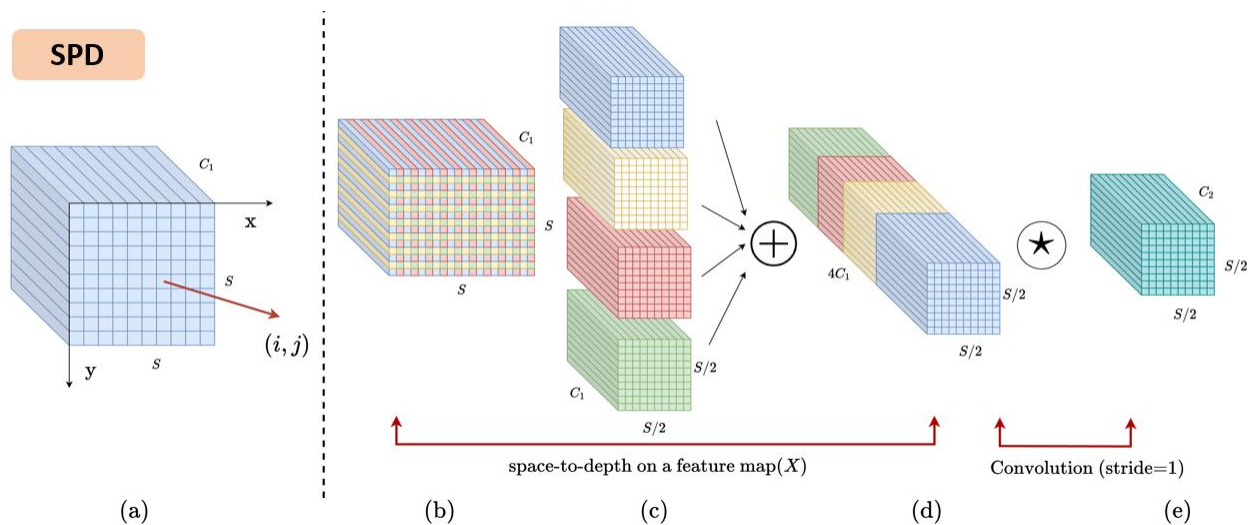 SPD
C₁
x
S
(i, j)
S
y
(a)
C₁
S
S
(b)
C₁
S/2
S/2
(c)
4C₁
S/2
S/2
(d)
C₂
S/2
S/2
(e)
space-to-depth on a feature map(X)
Convolution (stride=1)